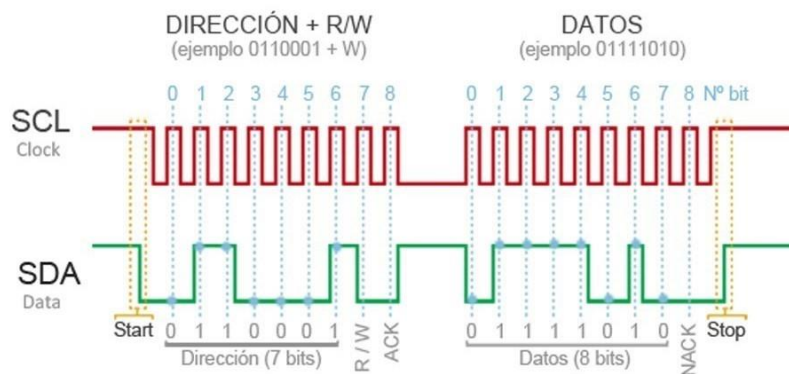 DIRECCIÓN + R/W
(ejemplo 0110001 + W)
DATOS
(ejemplo 01111010)
0 1 2 3 4 5 6 7 8
0 1 2 3 4 5 6 7 8 Nº bit
SCL
Clock
SDA
Data
Start
0 1 1 0 0 0 1
R / W
ACK
Dirección (7 bits)
0 1 1 1 1 0 1 0
NACK
Datos (8 bits)
Stop